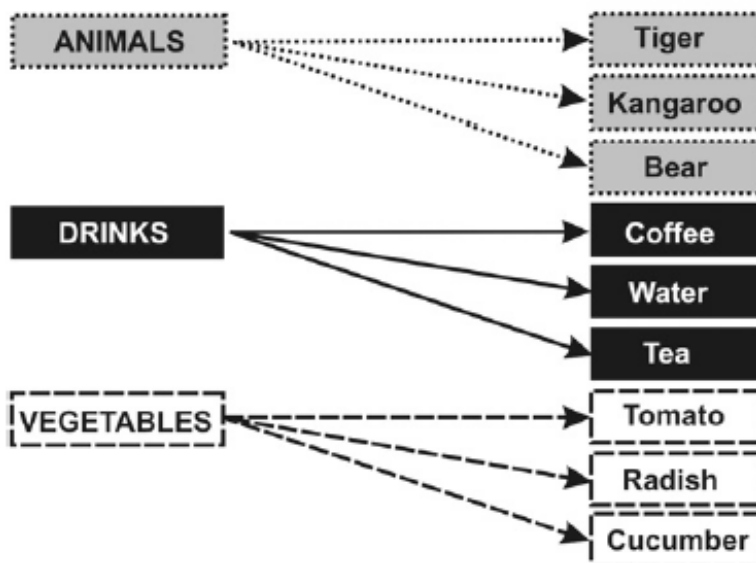 ANIMALS
Tiger
Kangaroo
Bear
DRINKS
Coffee
Water
Tea
VEGETABLES
Tomato
Radish
Cucumber